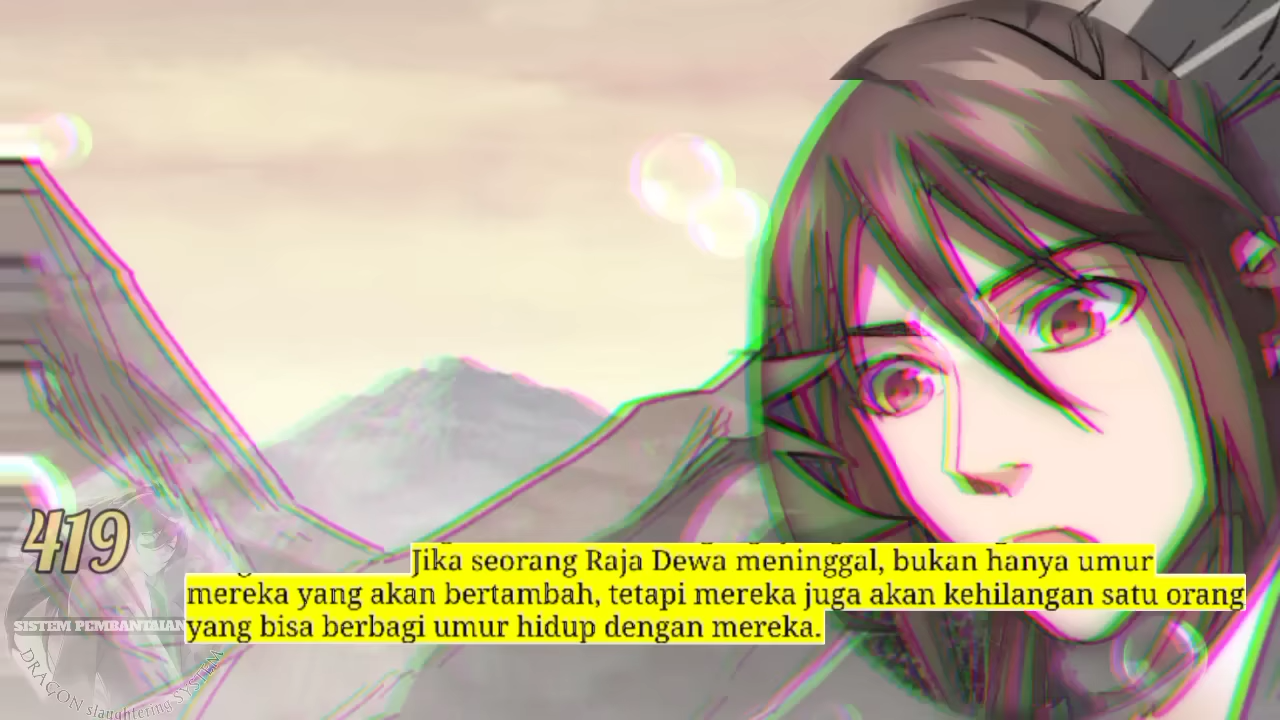 419
Jika seorang Raja Dewa meninggal, bukan hanya umur
mereka yang akan bertambah, tetapi mereka juga akan kehilangan satu orang
yang bisa berbagi umur hidup dengan mereka.
SISTEM PEMBANTAIAN
DRAGON slaughtering SYSTEM